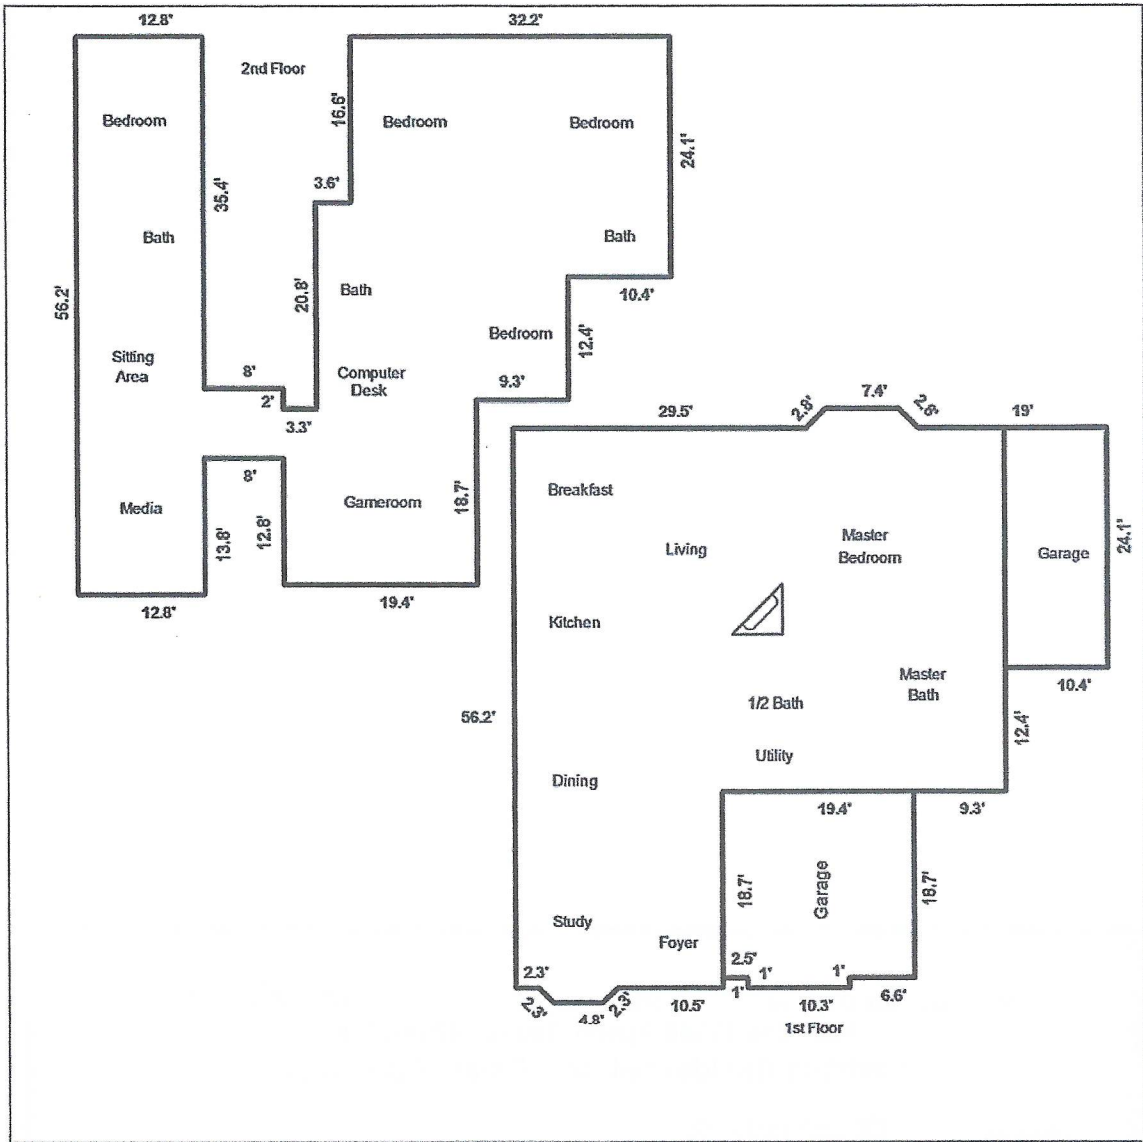 12.8'
32.2'
2nd Floor
Bedroom
16.6'
Bedroom
Bedroom
24.1'
35.4'
3.6'
Bath
Bath
56.2'
20.8'
Bath
10.4'
Bedroom
12.4'
Sitting
Area
8'
Computer
Desk
9.3'
2'
3.3'
8'
Media
13.8'
12.8'
Gameroom
18.7'
12.8'
19.4'
29.5'
2.8'
7.4'
2.8'
19'
Breakfast
Living
Master
Bedroom
Garage
24.1'
Kitchen
Master
Bath
10.4'
56.2'
1/2 Bath
12.4'
Utility
Dining
19.4'
9.3'
18.7'
Garage
18.7'
Study
Foyer
2.3'
2.5'
1'
1'
2.3'
4.8'
2.3'
10.5'
1'
10.3'
6.6'
1st Floor